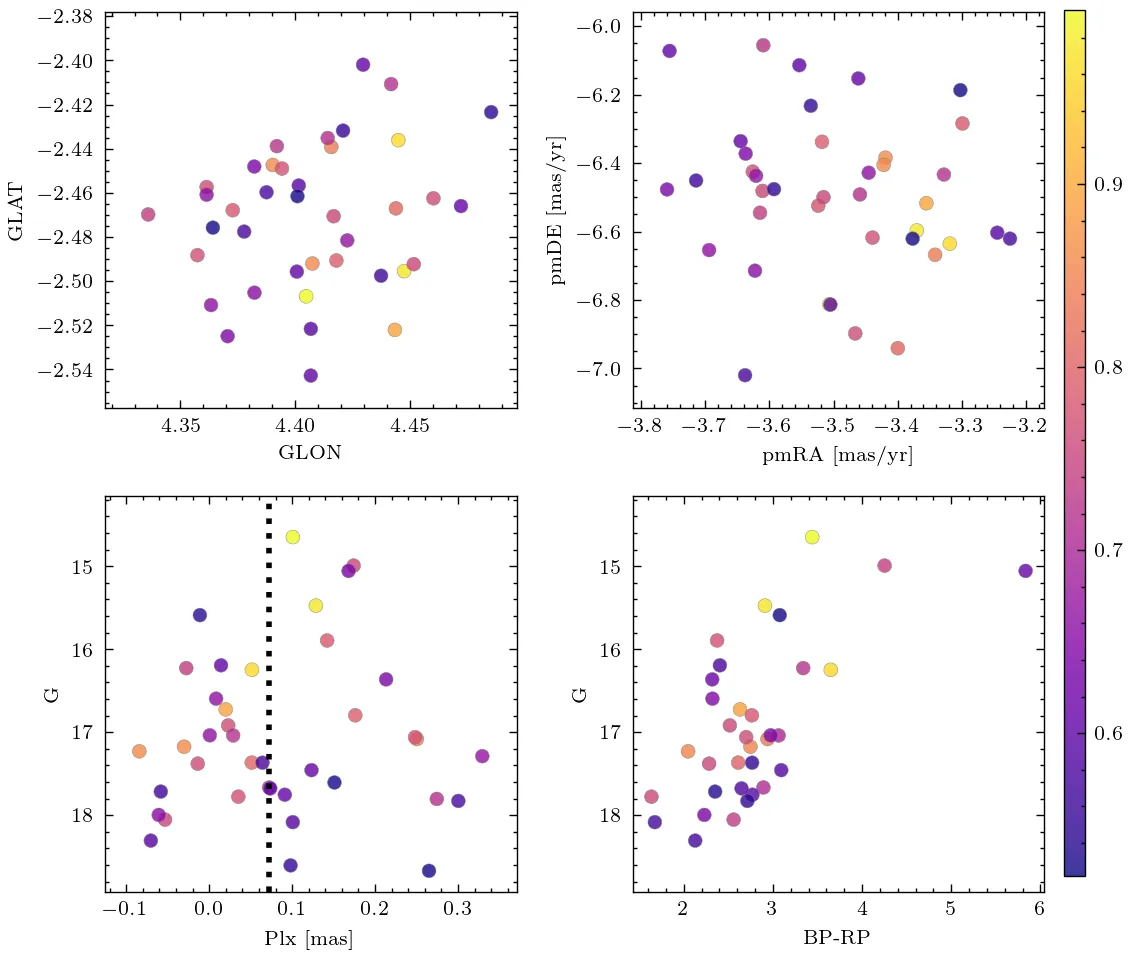 −2.38
−2.40
−2.42
−2.44
−2.46
−2.48
−2.50
−2.52
−2.54
GLAT
4.35 4.40 4.45
GLON
−6.0
−6.2
−6.4
−6.6
−6.8
−7.0
pmDE [mas/yr]
−3.8 −3.7 −3.6 −3.5 −3.4 −3.3 −3.2
pmRA [mas/yr]
15
16
17
18
G
−0.1 0.0 0.1 0.2 0.3
Plx [mas]
15
16
17
18
G
2 3 4 5 6
BP-RP
0.9
0.8
0.7
0.6